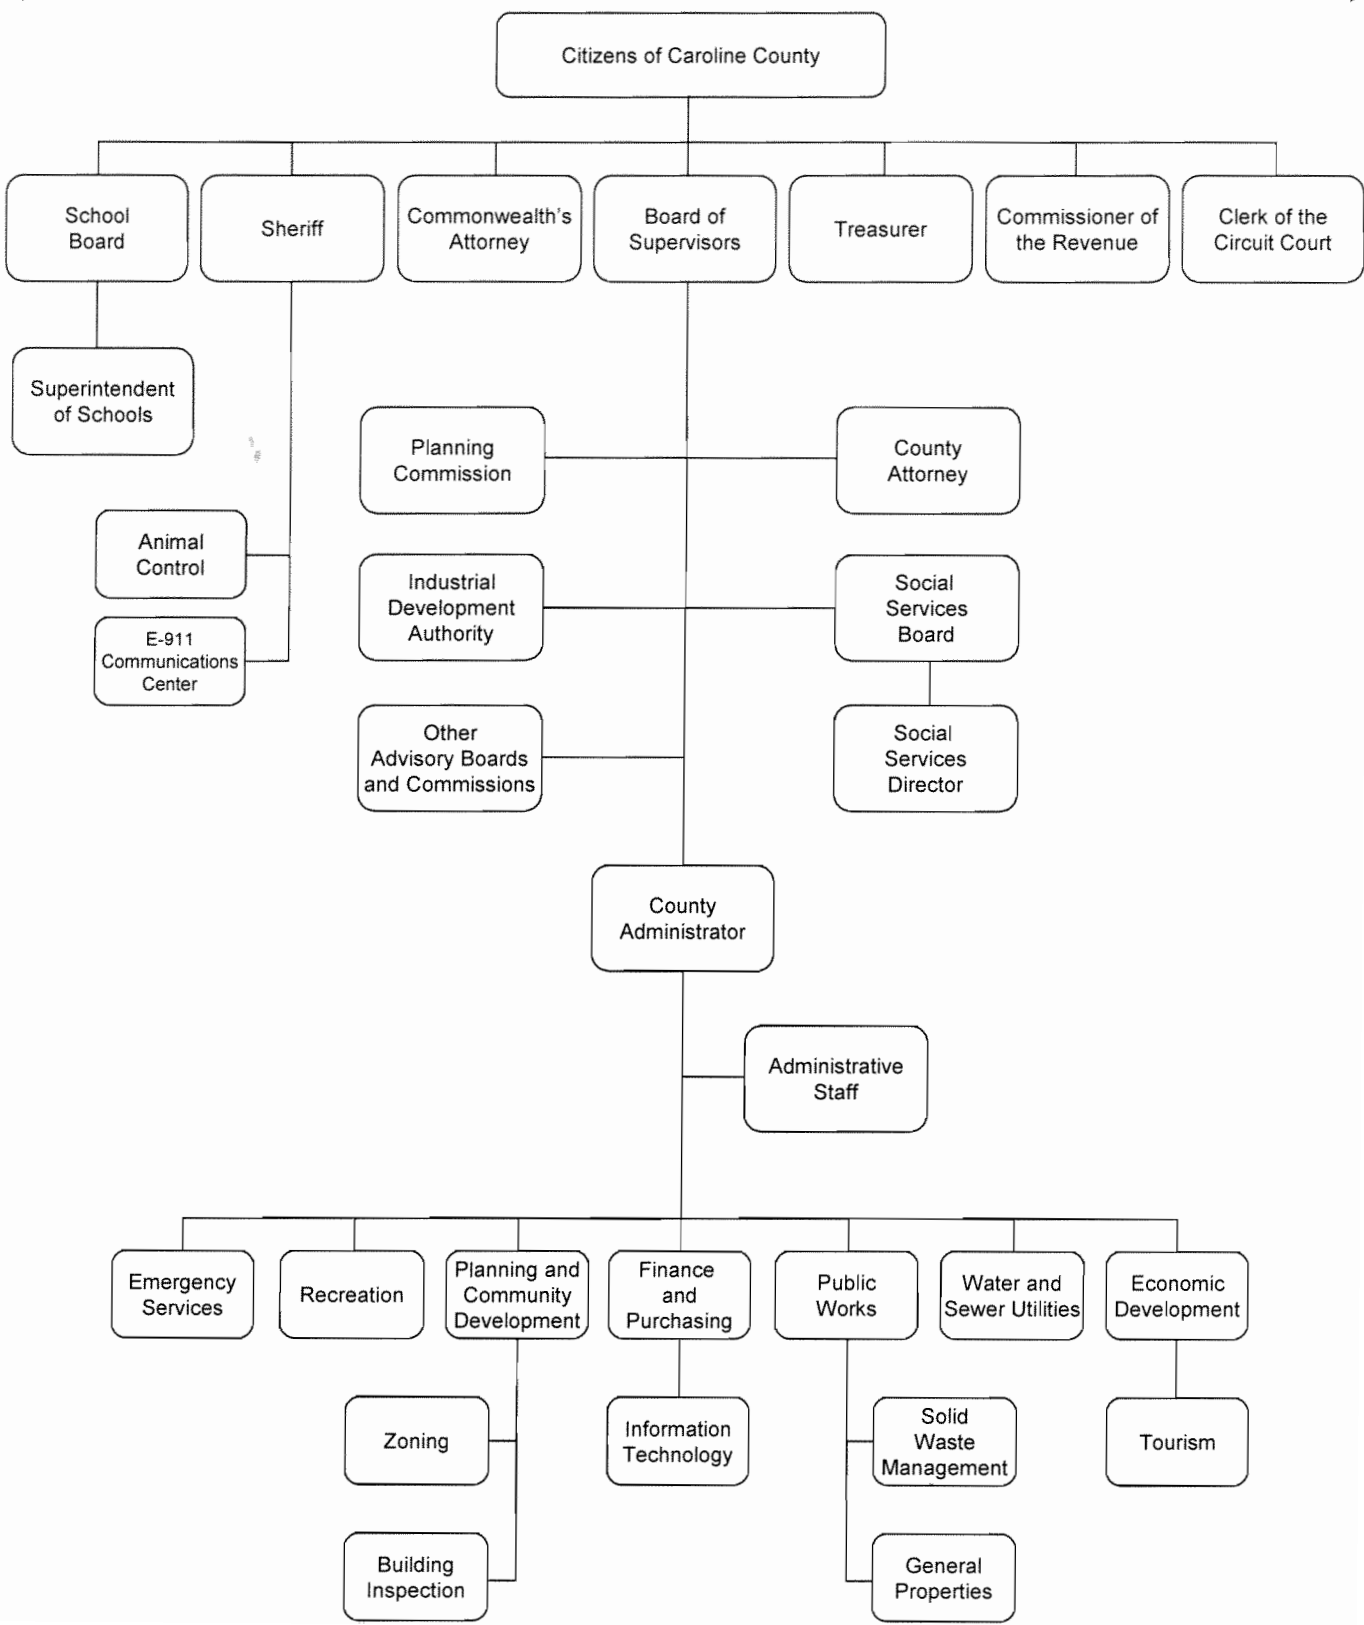 Citizens of Caroline County
School
Board
Sheriff
Commonwealth's
Attorney
Board of
Supervisors
Treasurer
Commissioner of
the Revenue
Clerk of the
Circuit Court
Superintendent
of Schools
Planning
Commission
County
Attorney
Animal
Control
Industrial
Development
Authority
Social
Services
Board
E-911
Communications
Center
Other
Advisory Boards
and Commissions
Social
Services
Director
County
Administrator
Administrative
Staff
Emergency
Services
Recreation
Planning and
Community
Development
Finance
and
Purchasing
Public
Works
Water and
Sewer Utilities
Economic
Development
Zoning
Information
Technology
Solid
Waste
Management
Tourism
Building
Inspection
General
Properties